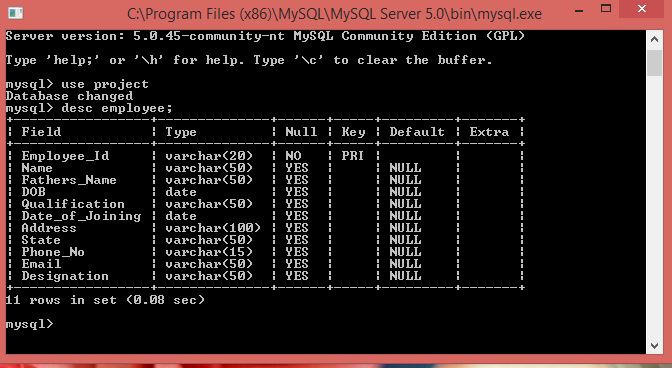 C:\Program Files (x86)\MySQL\MySQL Server 5.0\bin\mysql.exe
Server version: 5.0.45-community-nt MySQL Community Edition (GPL)
Type 'help;' or '\h' for help. Type '\c' to clear the buffer.
mysql> use project
Database changed
mysql> desc employee;
+----------------+--------------+------+-----+---------+-------+
| Field          | Type         | Null | Key | Default | Extra |
+----------------+--------------+------+-----+---------+-------+
| Employee_Id    | varchar(20)  | NO   | PRI |         |       |
| Name           | varchar(50)  | YES  |     | NULL    |       |
| Fathers_Name   | varchar(50)  | YES  |     | NULL    |       |
| DOB            | date         | YES  |     | NULL    |       |
| Qualification  | varchar(50)  | YES  |     | NULL    |       |
| Date_of_Joining | date         | YES  |     | NULL    |       |
| Address        | varchar(100) | YES  |     | NULL    |       |
| State          | varchar(50)  | YES  |     | NULL    |       |
| Phone_No       | varchar(15)  | YES  |     | NULL    |       |
| Email          | varchar(50)  | YES  |     | NULL    |       |
| Designation    | varchar(50)  | YES  |     | NULL    |       |
+----------------+--------------+------+-----+---------+-------+
11 rows in set (0.08 sec)
mysql>